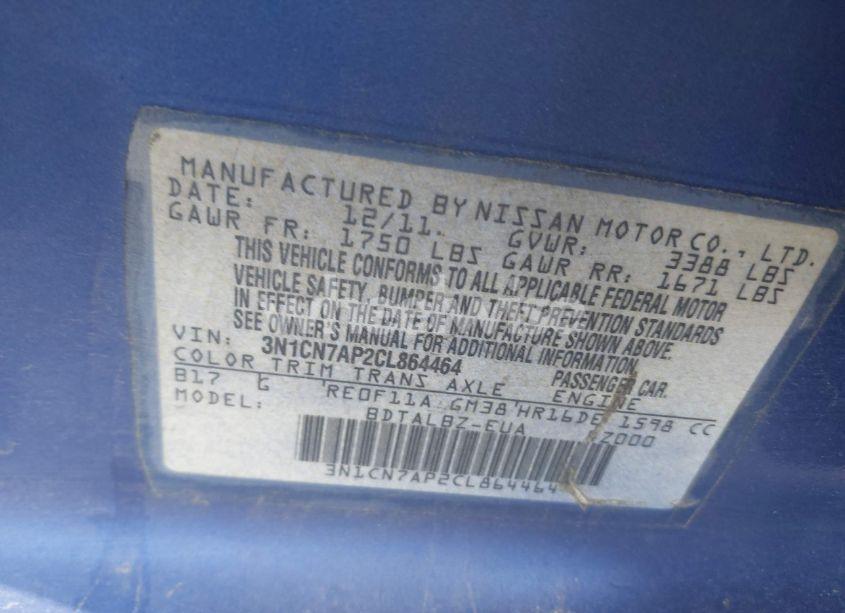 MANUFACTURED BY NISSAN MOTOR CO., LTD.
DATE: 12/11. GVWR: 3388 LBS
GAWR FR: 1750 LBS GAWR RR: 1671 LBS
THIS VEHICLE CONFORMS TO ALL APPLICABLE FEDERAL MOTOR
VEHICLE SAFETY, BUMPER AND THEFT PREVENTION STANDARDS
IN EFFECT ON THE DATE OF MANUFACTURE SHOWN ABOVE.
SEE OWNER'S MANUAL FOR ADDITIONAL INFORMATION.
VIN: 3N1CN7AP2CL864464 PASSENGER CAR.
COLOR TRIM TRANS AXLE ENGINE
B17 G RE0F11A GM38 HR16DE 1598 CC
MODEL: BDTALBZ-EUA Z000
3N1CN7AP2CL864464